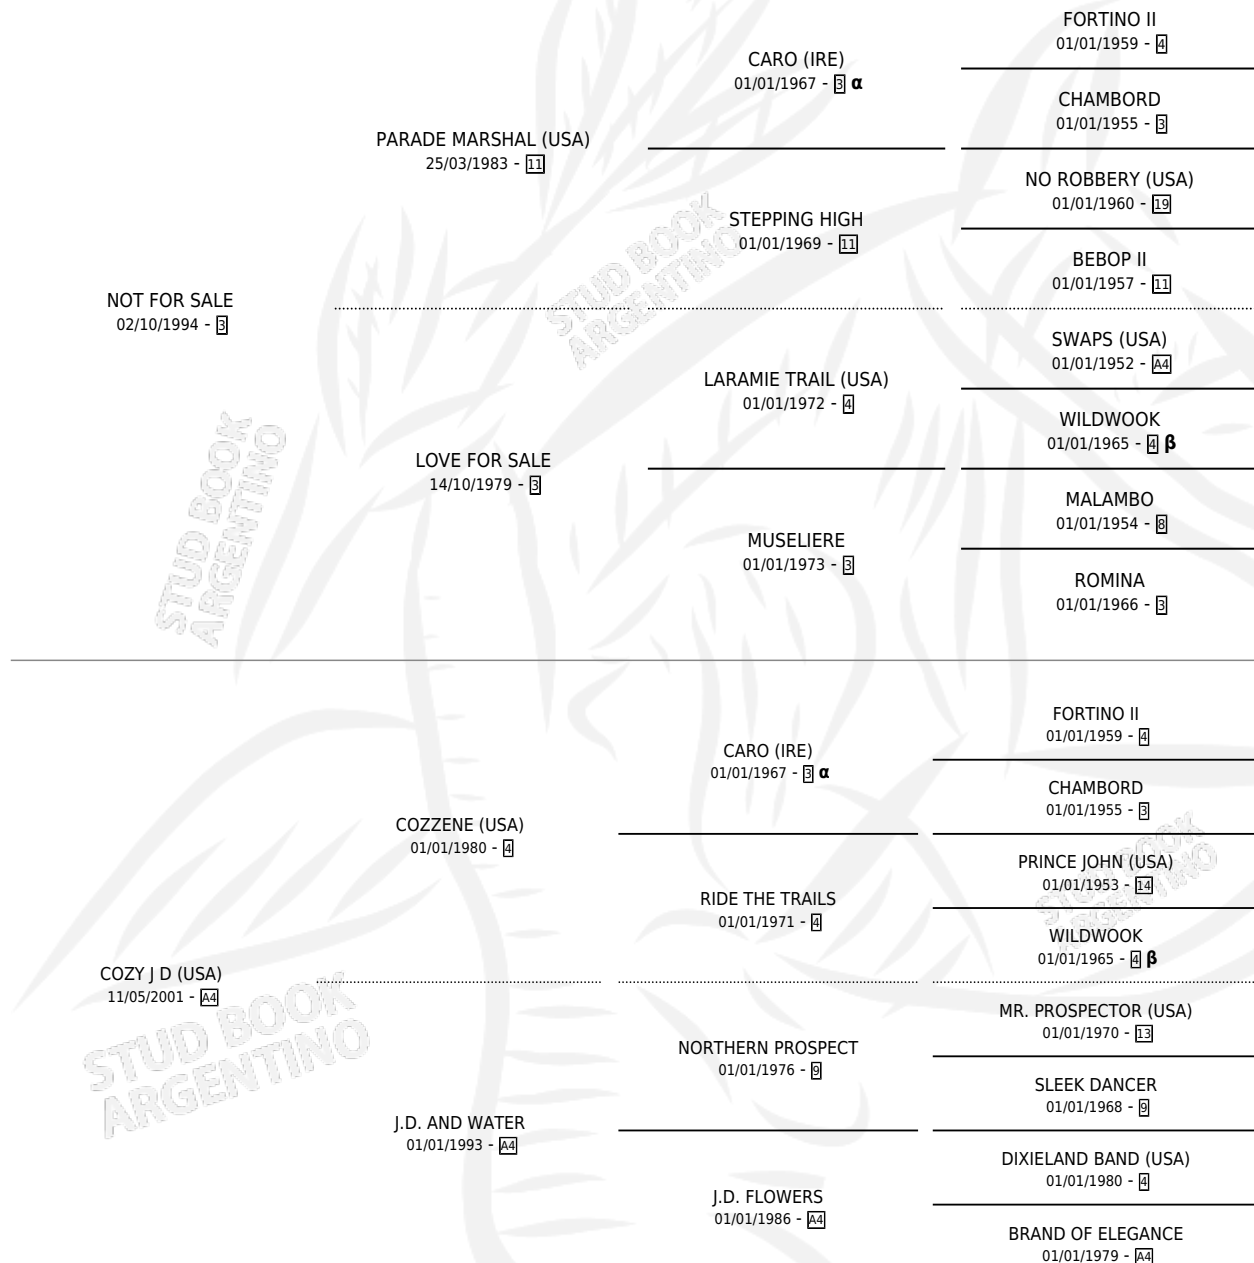 FORTINO II
01/01/1959 - 4
CARO (IRE)
01/01/1967 - 3 α
CHAMBORD
01/01/1955 - 3
PARADE MARSHAL (USA)
25/03/1983 - 11
NO ROBBERY (USA)
01/01/1960 - 19
STEPPING HIGH
01/01/1969 - 11
BEBOP II
01/01/1957 - 11
STUD BOOK
ARGENTINO
NOT FOR SALE
02/10/1994 - 3
SWAPS (USA)
01/01/1952 - A4
LARAMIE TRAIL (USA)
01/01/1972 - 4
WILDWOOK
01/01/1965 - 4 β
LOVE FOR SALE
14/10/1979 - 3
MALAMBO
01/01/1954 - 8
MUSELIERE
01/01/1973 - 3
ROMINA
01/01/1966 - 3
STUD BOOK
ARGENTINO
FORTINO II
01/01/1959 - 4
CARO (IRE)
01/01/1967 - 3 α
CHAMBORD
01/01/1955 - 3
COZZENE (USA)
01/01/1980 - 4
PRINCE JOHN (USA)
01/01/1953 - 14
STUD BOOK
ARGENTINO
RIDE THE TRAILS
01/01/1971 - 4
WILDWOOK
01/01/1965 - 4 β
COZY J D (USA)
11/05/2001 - A4
MR. PROSPECTOR (USA)
01/01/1970 - 13
STUD BOOK
ARGENTINO
NORTHERN PROSPECT
01/01/1976 - 9
SLEEK DANCER
01/01/1968 - 9
J.D. AND WATER
01/01/1993 - A4
DIXIELAND BAND (USA)
01/01/1980 - 4
J.D. FLOWERS
01/01/1986 - A4
BRAND OF ELEGANCE
01/01/1979 - A4